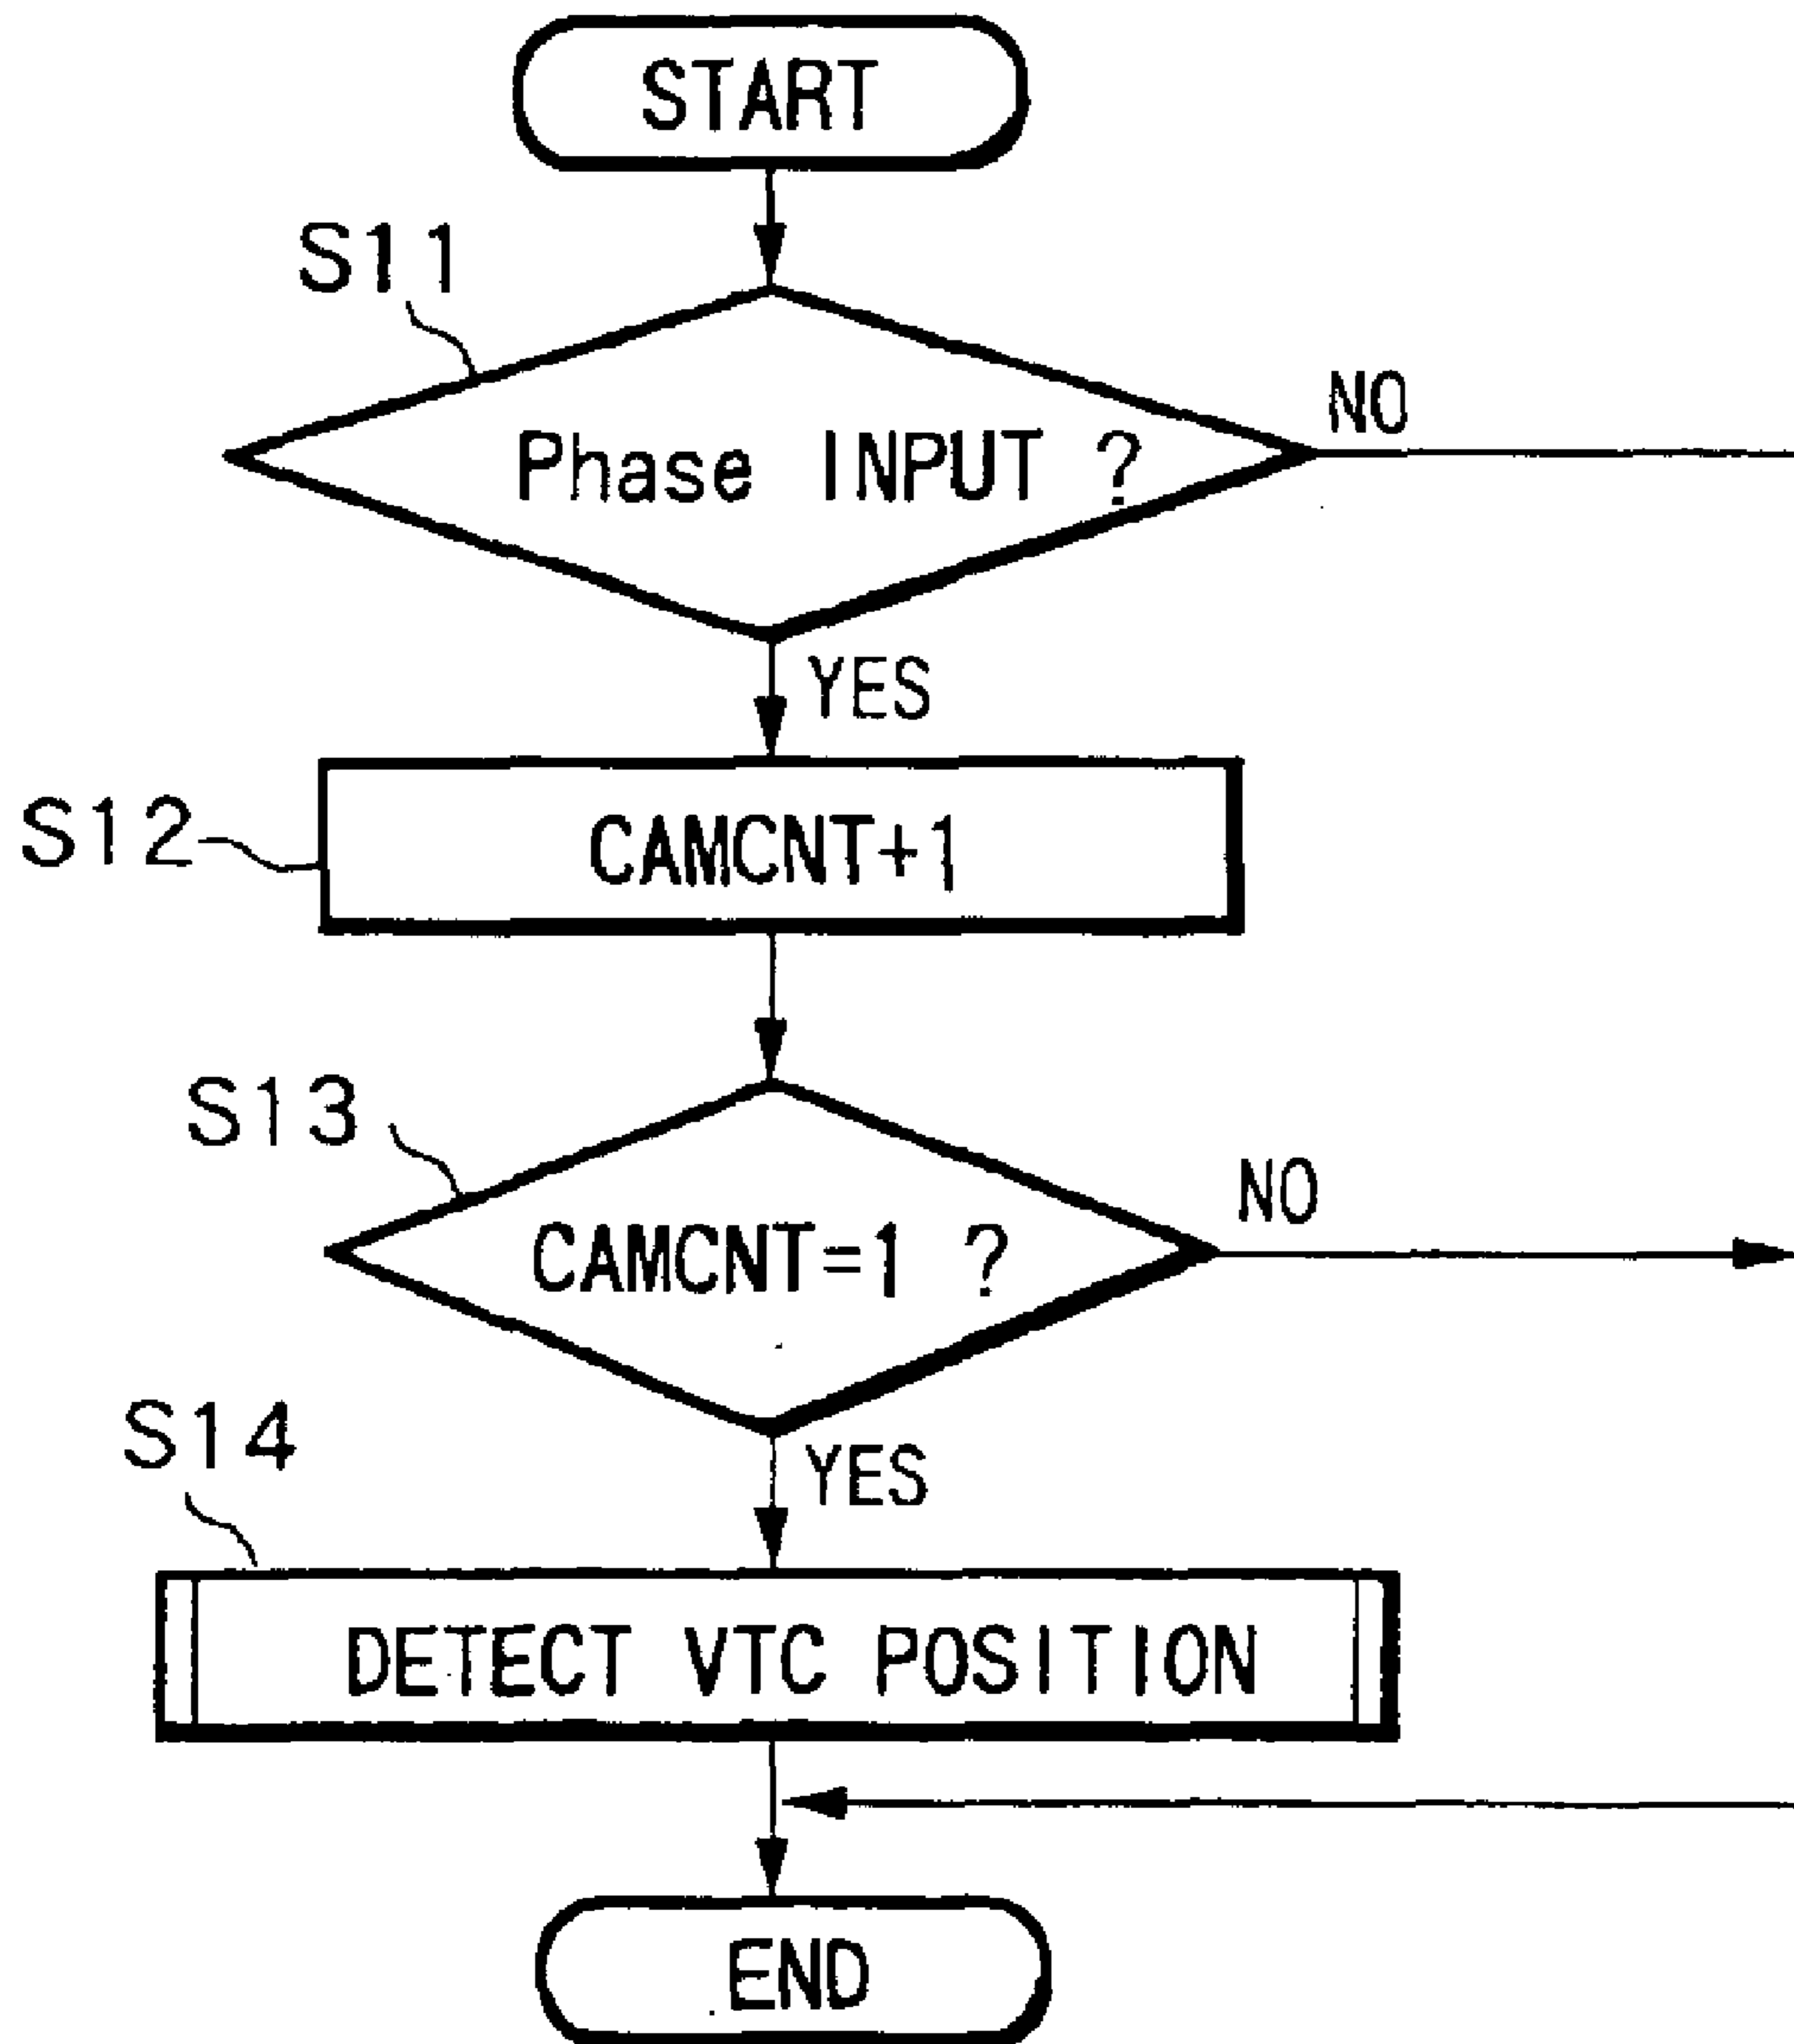 START
S11
Phase INPUT ?
NO
YES
S12
CAMCNT+1
S13
CAMCNT=1 ?
NO
YES
S14
DETECT VTC POSITION
END